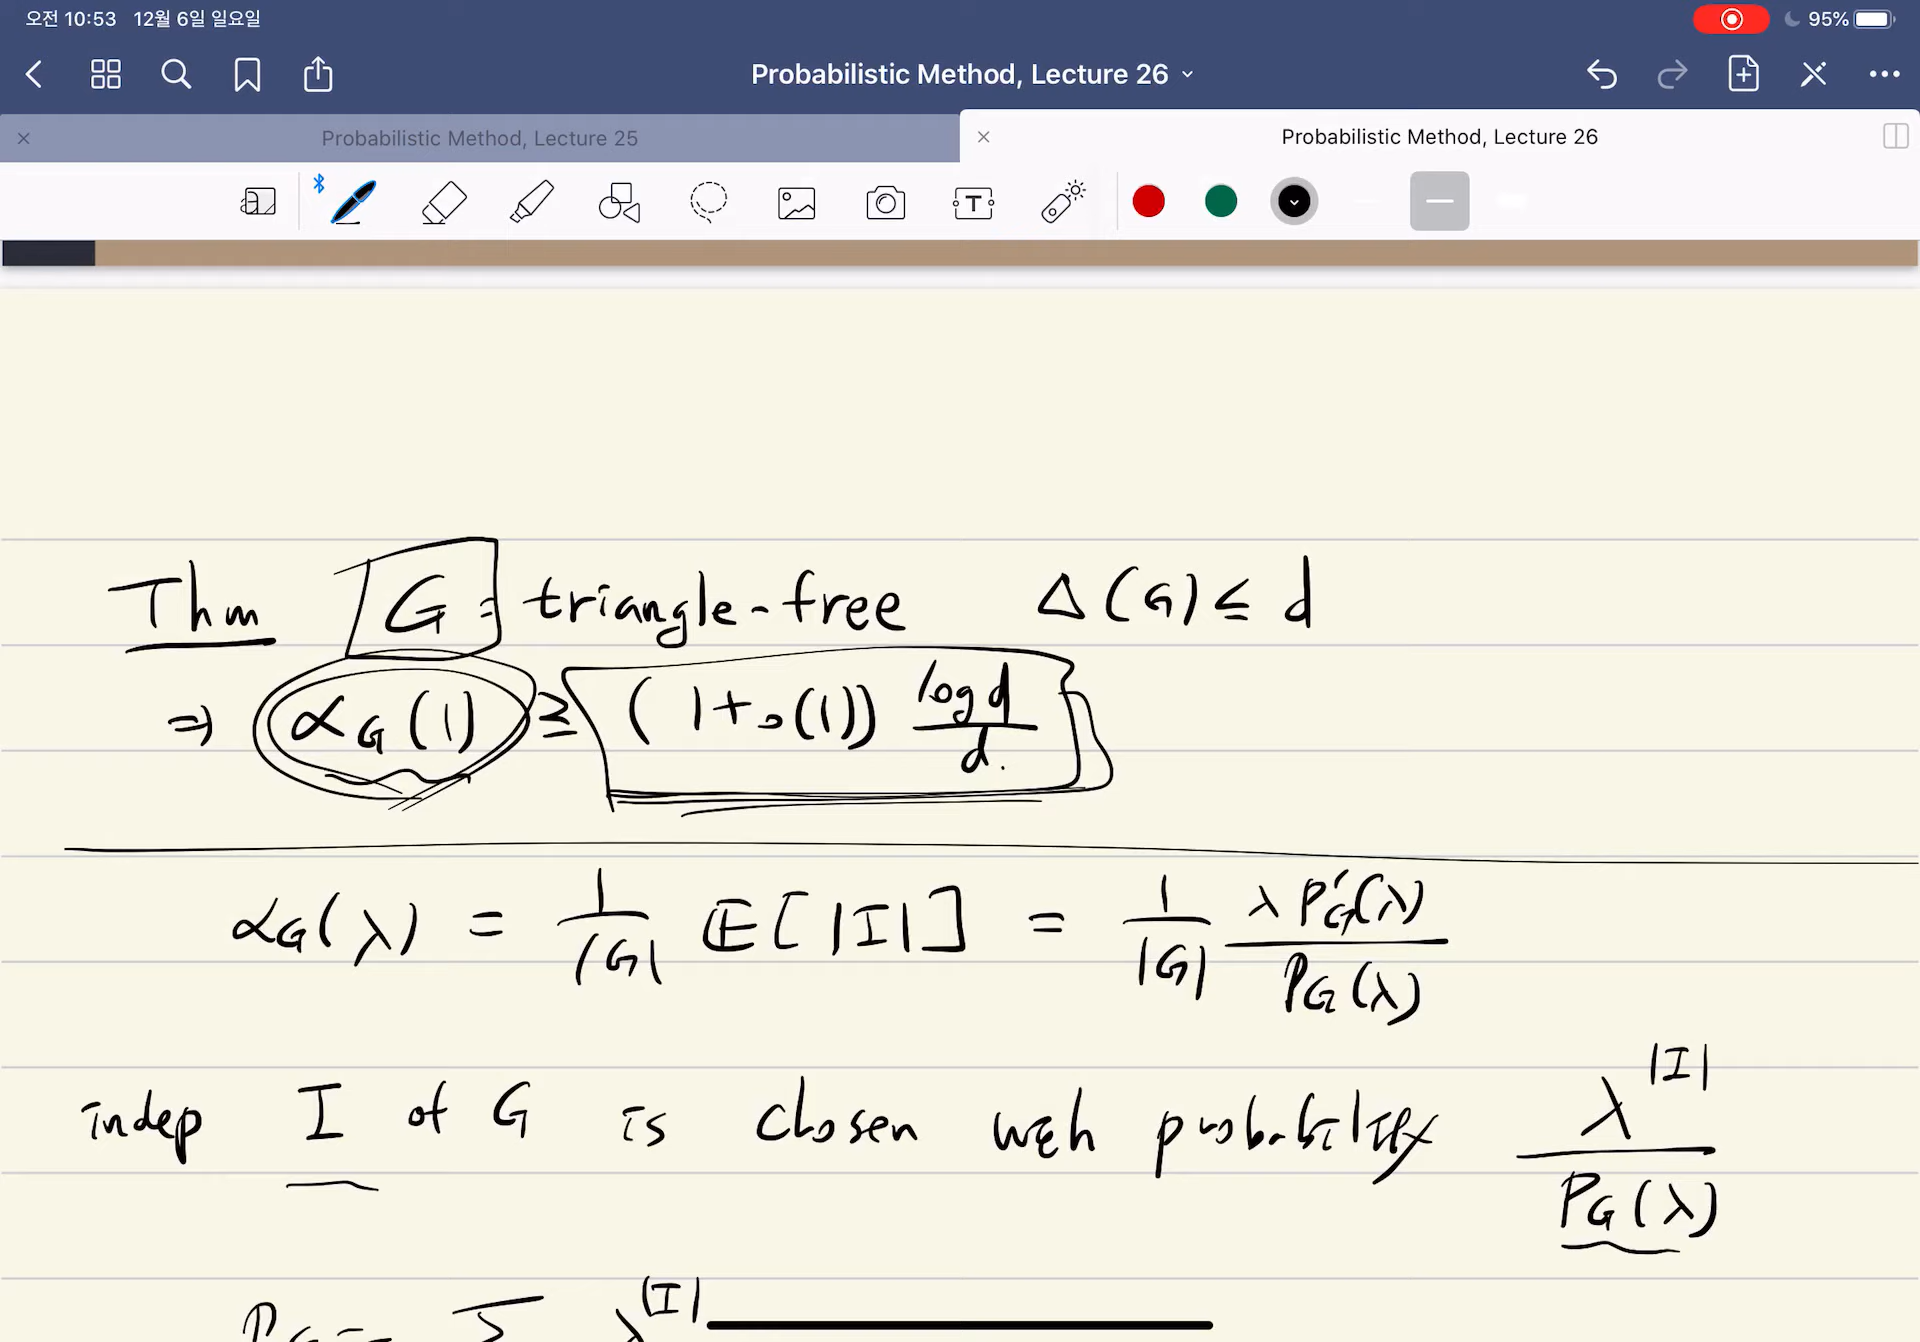 오전 10:53 12월 6일 일요일
95%
Probabilistic Method, Lecture 26
Probabilistic Method, Lecture 25
Probabilistic Method, Lecture 26
a
T
Thm G = triangle-free Δ(G) ≤ d
⇒ α_G(1) ≥ (1+o(1)) log d / d.
α_G(λ) = 1/|G| 𝔼[|I|] = 1/|G| λ P'_G(λ) / P_G(λ)
indep I of G is chosen with probability λ^|I| / P_G(λ)
P_G = Σ λ^|I|